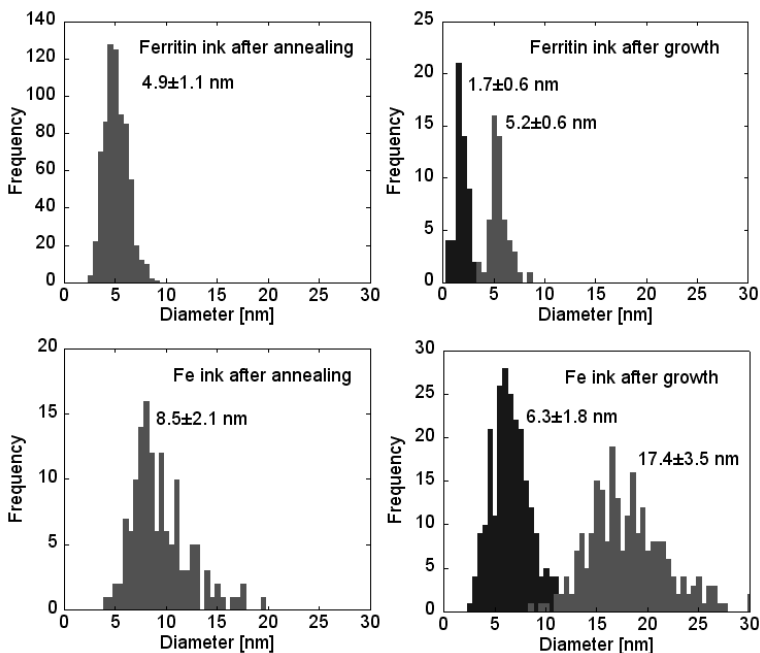 Ferritin ink after annealing
4.9±1.1 nm
Frequency
140
120
100
80
60
40
20
0
0 5 10 15 20 25 30
Diameter [nm]
Ferritin ink after growth
1.7±0.6 nm
5.2±0.6 nm
Frequency
25
20
15
10
5
0
0 5 10 15 20 25 30
Diameter [nm]
Fe ink after annealing
8.5±2.1 nm
Frequency
20
15
10
5
0
0 5 10 15 20 25 30
Diameter [nm]
Fe ink after growth
6.3±1.8 nm
17.4±3.5 nm
Frequency
30
25
20
15
10
5
0
0 5 10 15 20 25 30
Diameter [nm]